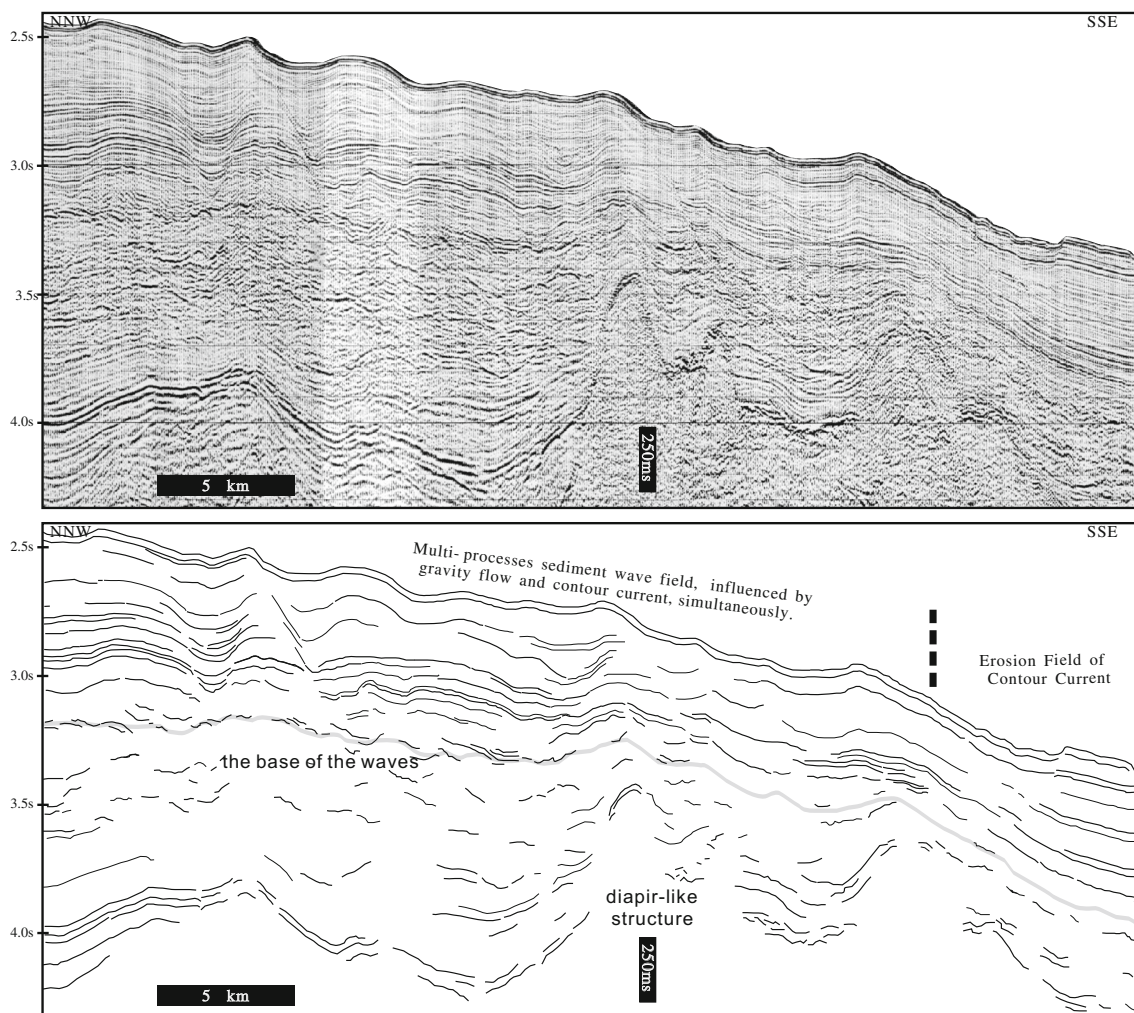 NNW
SSE
2.5s
3.0s
3.5s
4.0s
250ms
5 km
NNW
SSE
2.5s
Multi-processes sediment wave field, influenced by
gravity flow and contour current, simultaneously.
Erosion Field of
Contour Current
3.0s
the base of the waves
3.5s
diapir-like
structure
4.0s
250ms
5 km